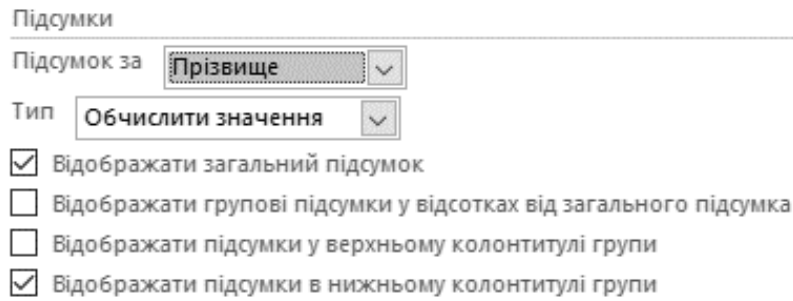 Підсумки
Підсумок за Прізвище
Тип Обчислити значення
Відображати загальний підсумок
Відображати групові підсумки у відсотках від загального підсумка
Відображати підсумки у верхньому колонтитулі групи
Відображати підсумки в нижньому колонтитулі групи